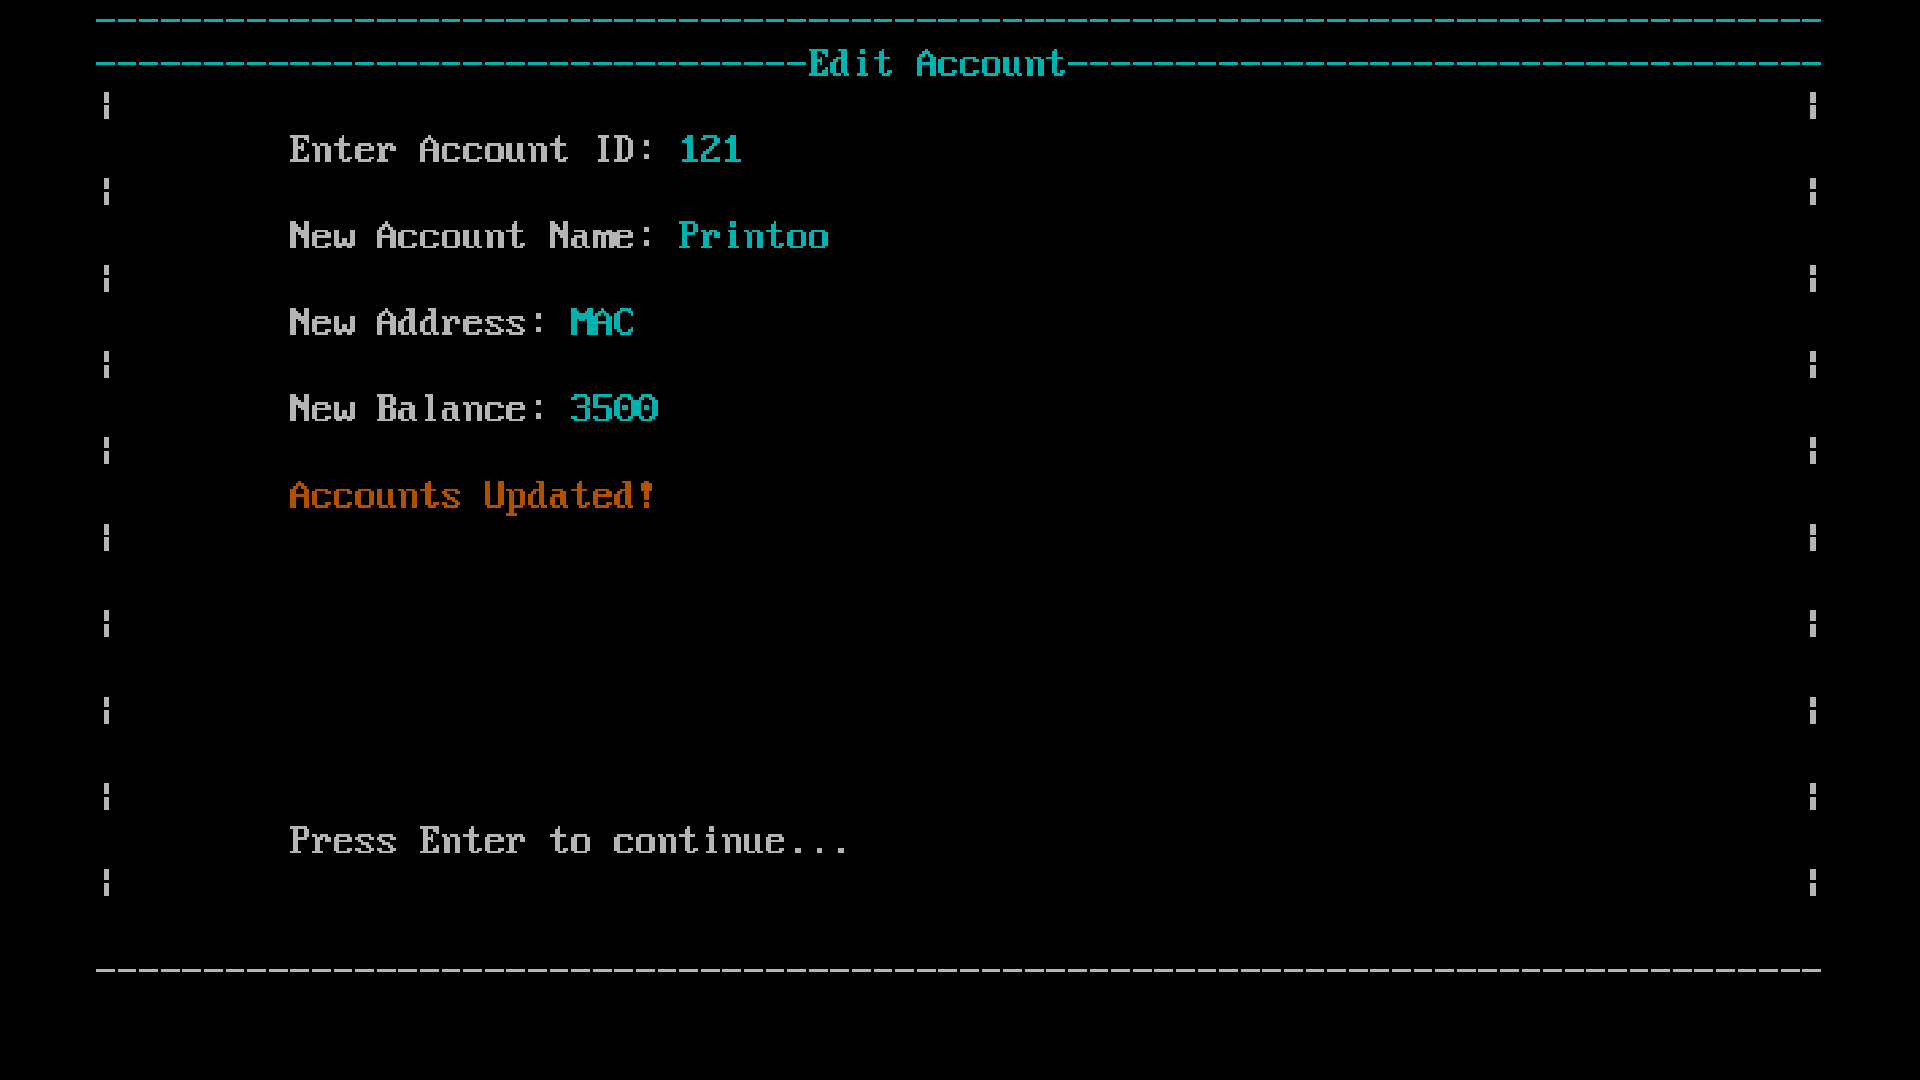 Edit Account
Enter Account ID: 121
New Account Name: Printoo
New Address: MAC
New Balance: 3500
Accounts Updated!
Press Enter to continue...